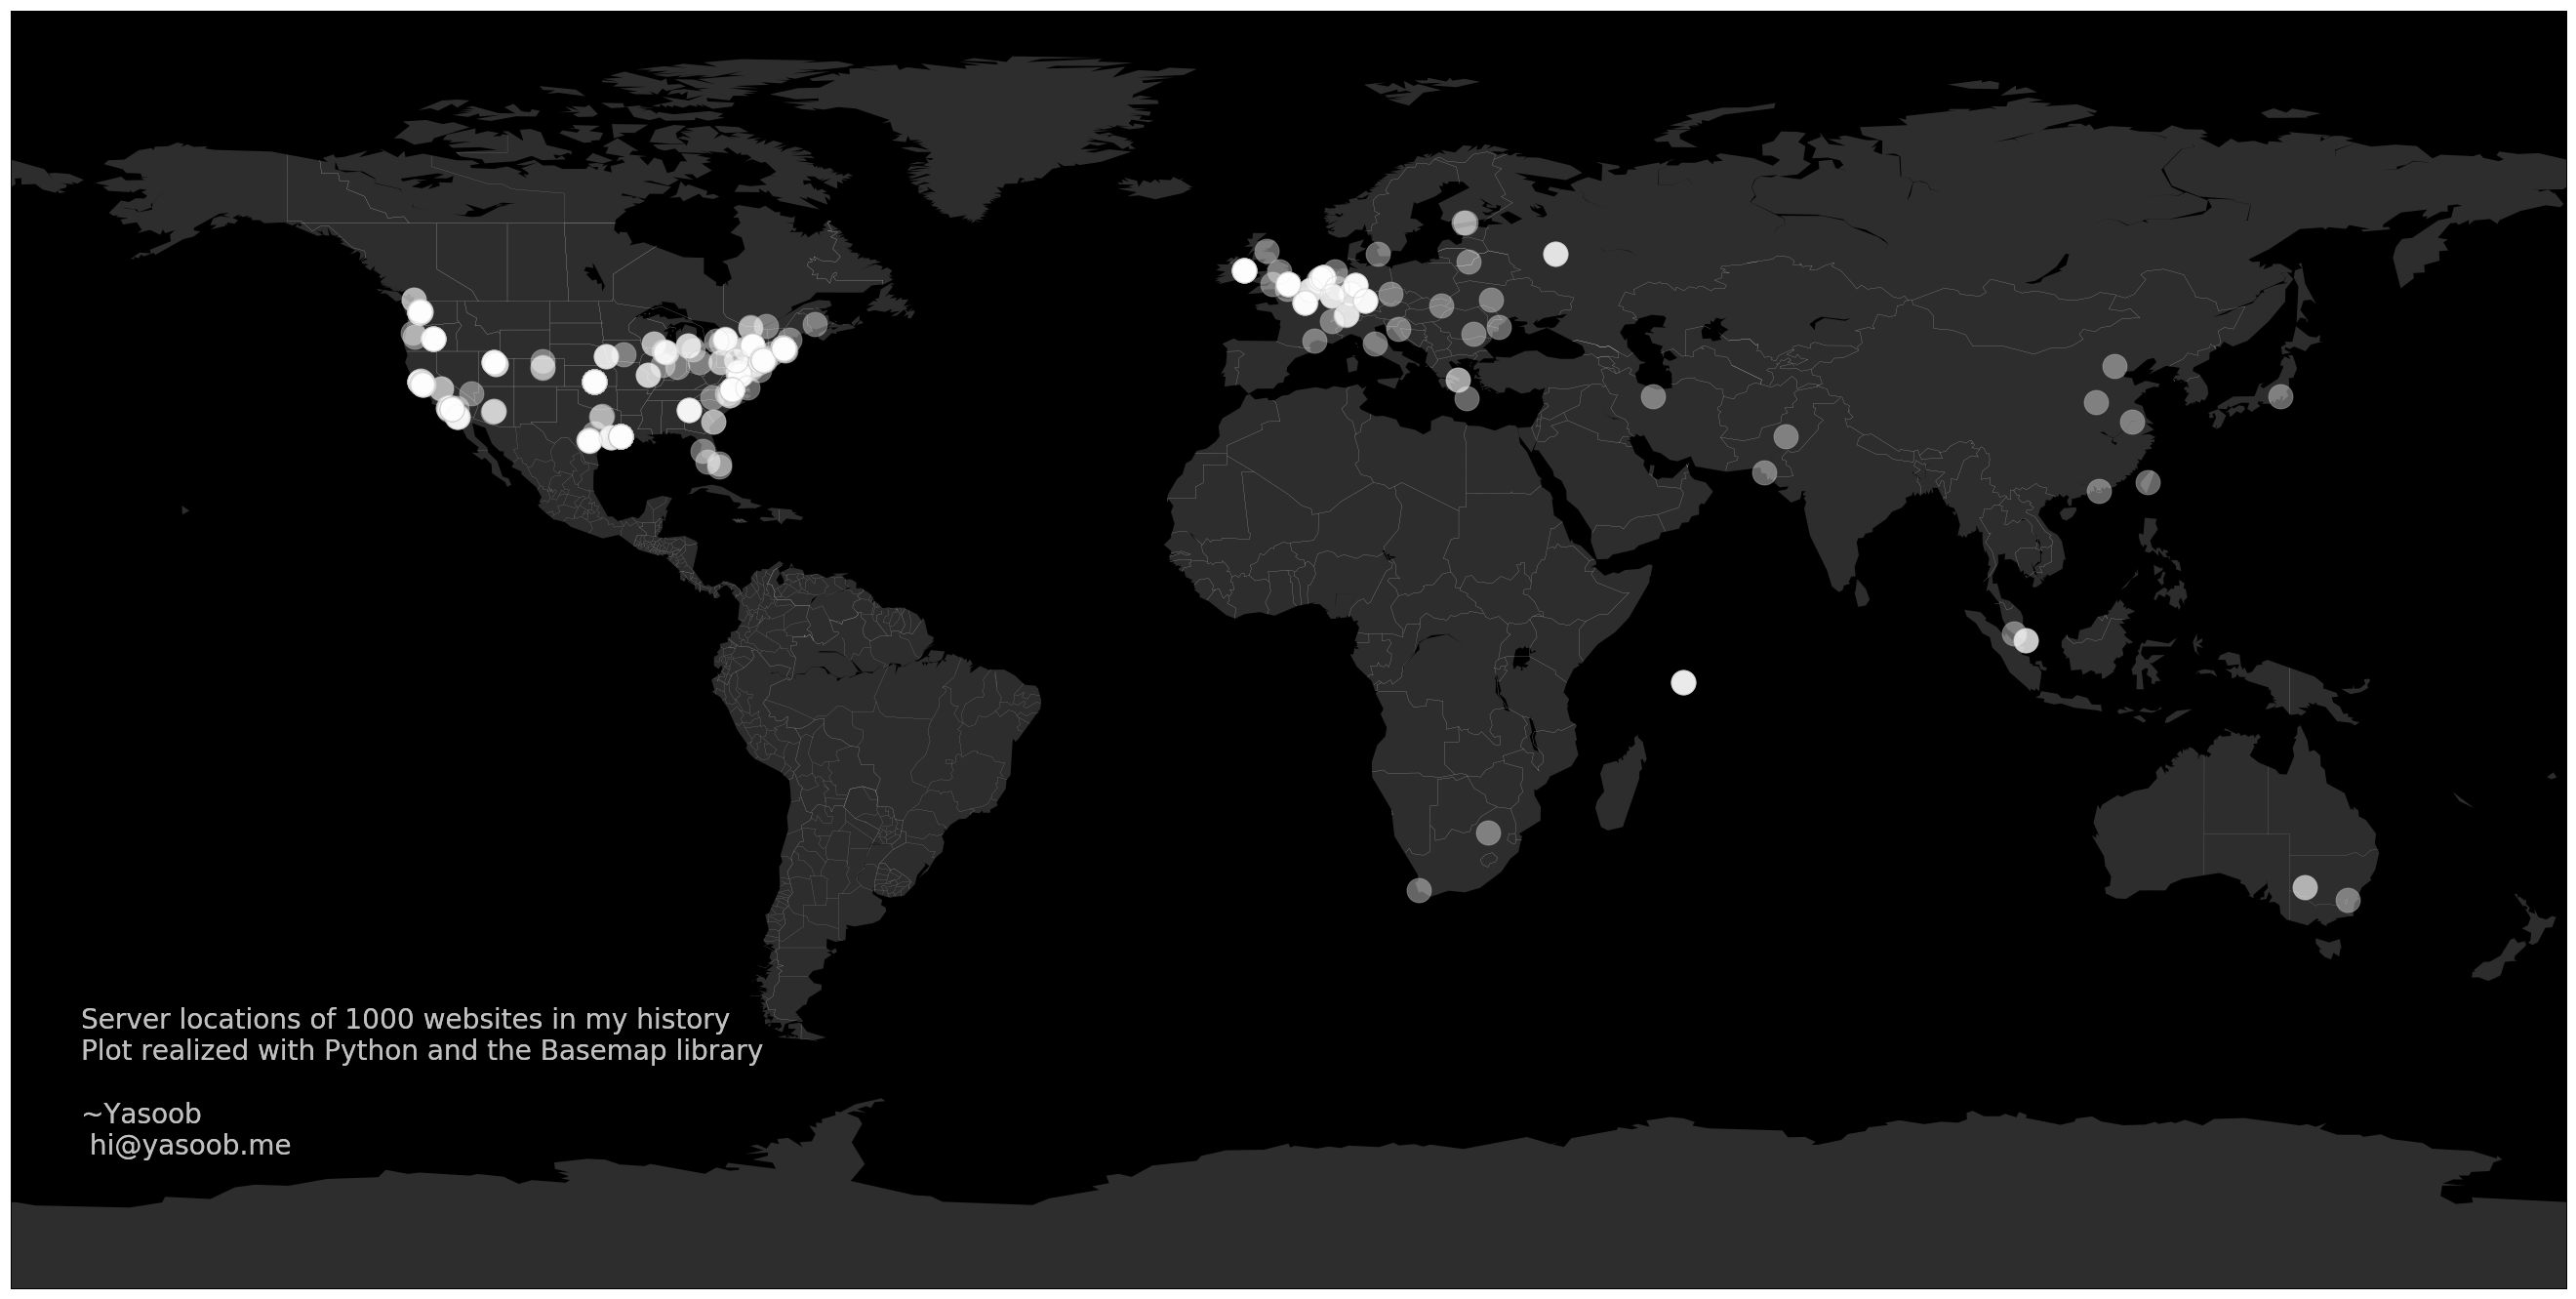 Server locations of 1000 websites in my history
Plot realized with Python and the Basemap library
~Yasoob
hi@yasoob.me